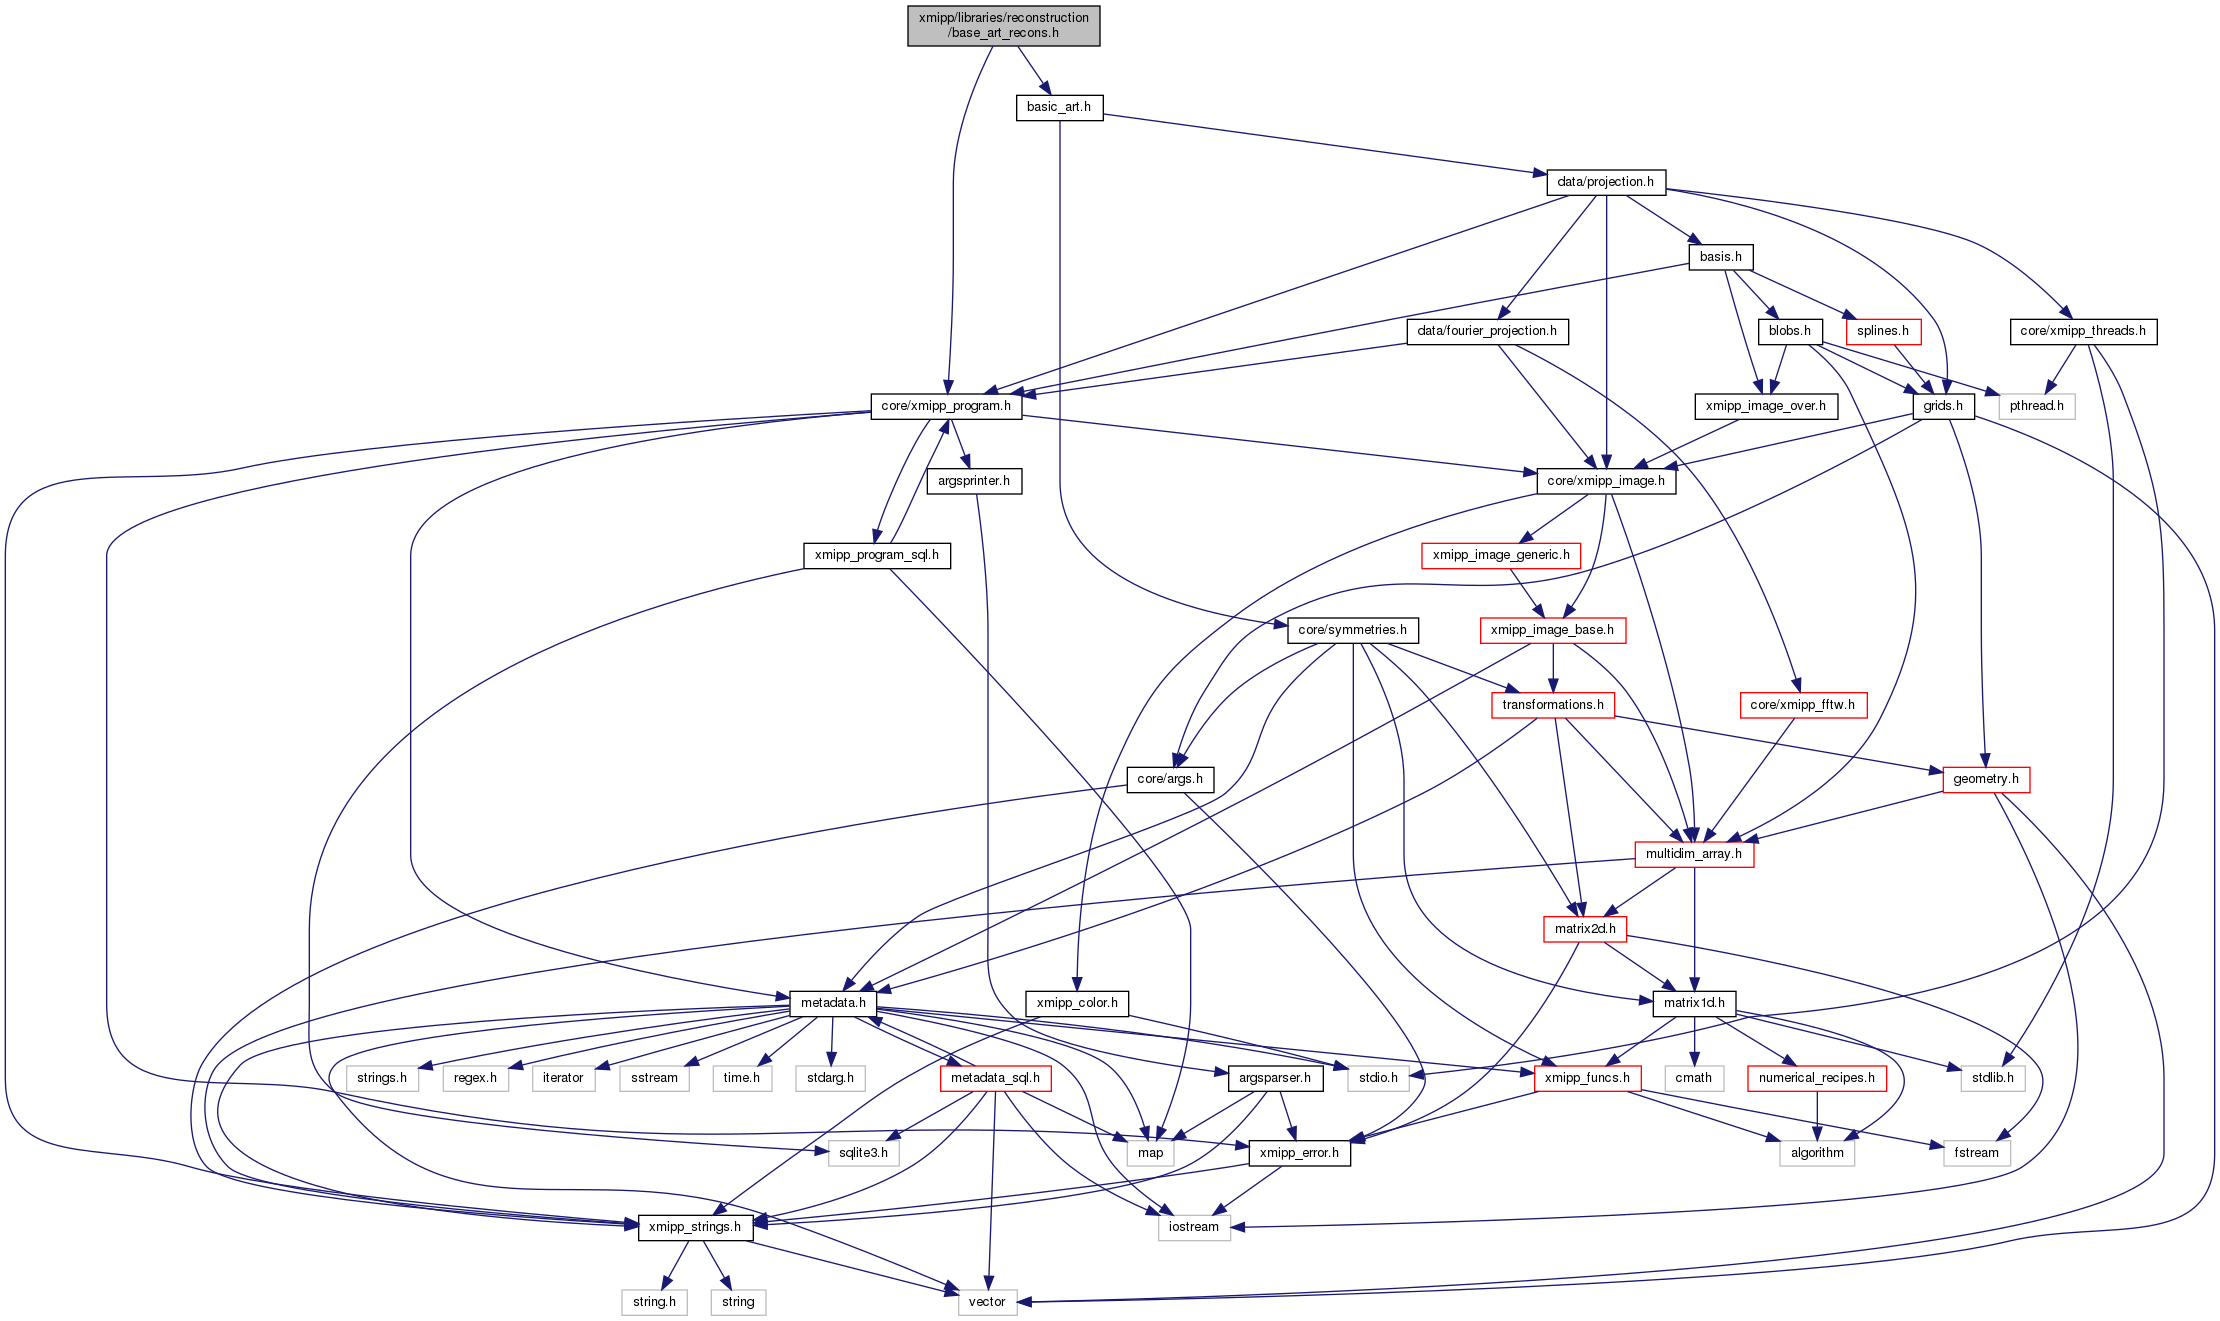 xmipp/libraries/reconstruction
/base_art_recons.h
basic_art.h
data/projection.h
basis.h
data/fourier_projection.h
blobs.h
splines.h
core/xmipp_threads.h
core/xmipp_program.h
xmipp_image_over.h
grids.h
pthread.h
argsprinter.h
core/xmipp_image.h
xmipp_program_sql.h
xmipp_image_generic.h
core/symmetries.h
xmipp_image_base.h
transformations.h
core/xmipp_fftw.h
core/args.h
geometry.h
multidim_array.h
matrix2d.h
metadata.h
xmipp_color.h
matrix1d.h
strings.h
regex.h
iterator
sstream
time.h
stdarg.h
metadata_sql.h
argsparser.h
stdio.h
xmipp_funcs.h
cmath
numerical_recipes.h
stdlib.h
sqlite3.h
map
xmipp_error.h
algorithm
fstream
xmipp_strings.h
iostream
string.h
string
vector